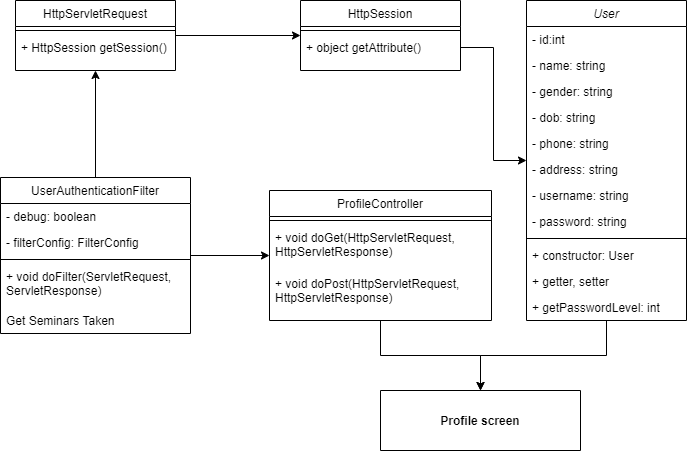 HttpServletRequest
+ HttpSession getSession()
HttpSession
+ object getAttribute()
User
- id:int
- name: string
- gender: string
- dob: string
- phone: string
- address: string
- username: string
- password: string
+ constructor: User
+ getter, setter
+ getPasswordLevel: int
UserAuthenticationFilter
- debug: boolean
- filterConfig: FilterConfig
+ void doFilter(ServletRequest,
ServletResponse)
Get Seminars Taken
ProfileController
+ void doGet(HttpServletRequest,
HttpServletResponse)
+ void doPost(HttpServletRequest,
HttpServletResponse)
Profile screen